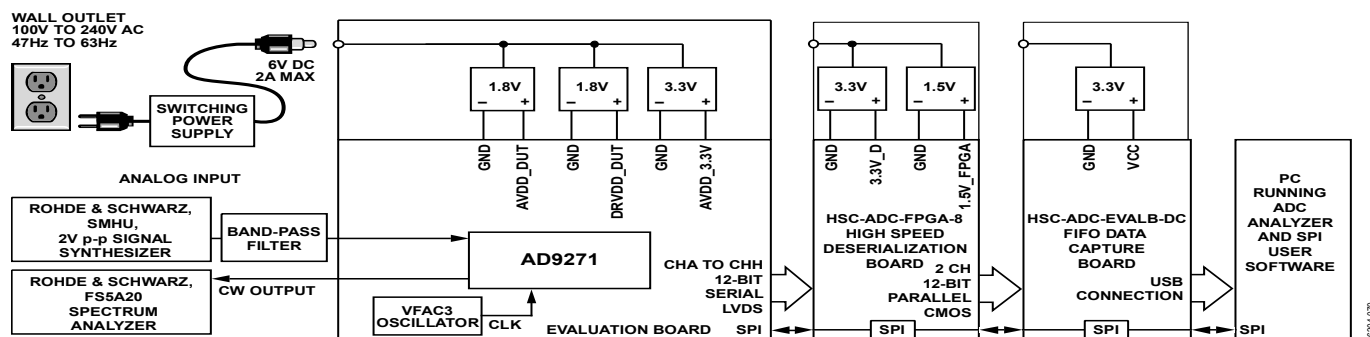 WALL OUTLET
100V TO 240V AC
47Hz TO 63Hz
6V DC
2A MAX
SWITCHING
POWER
SUPPLY
1.8V
– +
1.8V
– +
3.3V
– +
GND
AVDD_DUT
GND
DRVDD_DUT
GND
AVDD_3.3V
3.3V
– +
1.5V
– +
GND
3.3V_D
GND
1.5V_FPGA
3.3V
– +
GND
VCC
ANALOG INPUT
ROHDE & SCHWARZ,
SMHU,
2V p-p SIGNAL
SYNTHESIZER
BAND-PASS
FILTER
ROHDE & SCHWARZ,
FS5A20
SPECTRUM
ANALYZER
CW OUTPUT
AD9271
VFAC3
OSCILLATOR
CLK
CHA TO CHH
12-BIT
SERIAL
LVDS
EVALUATION BOARD
SPI
HSC-ADC-FPGA-8
HIGH SPEED
DESERIALIZATION
BOARD
2 CH
12-BIT
PARALLEL
CMOS
SPI
HSC-ADC-EVALB-DC
FIFO DATA
CAPTURE
BOARD
USB
CONNECTION
SPI
PC
RUNNING
ADC
ANALYZER
AND SPI
USER
SOFTWARE
SPI